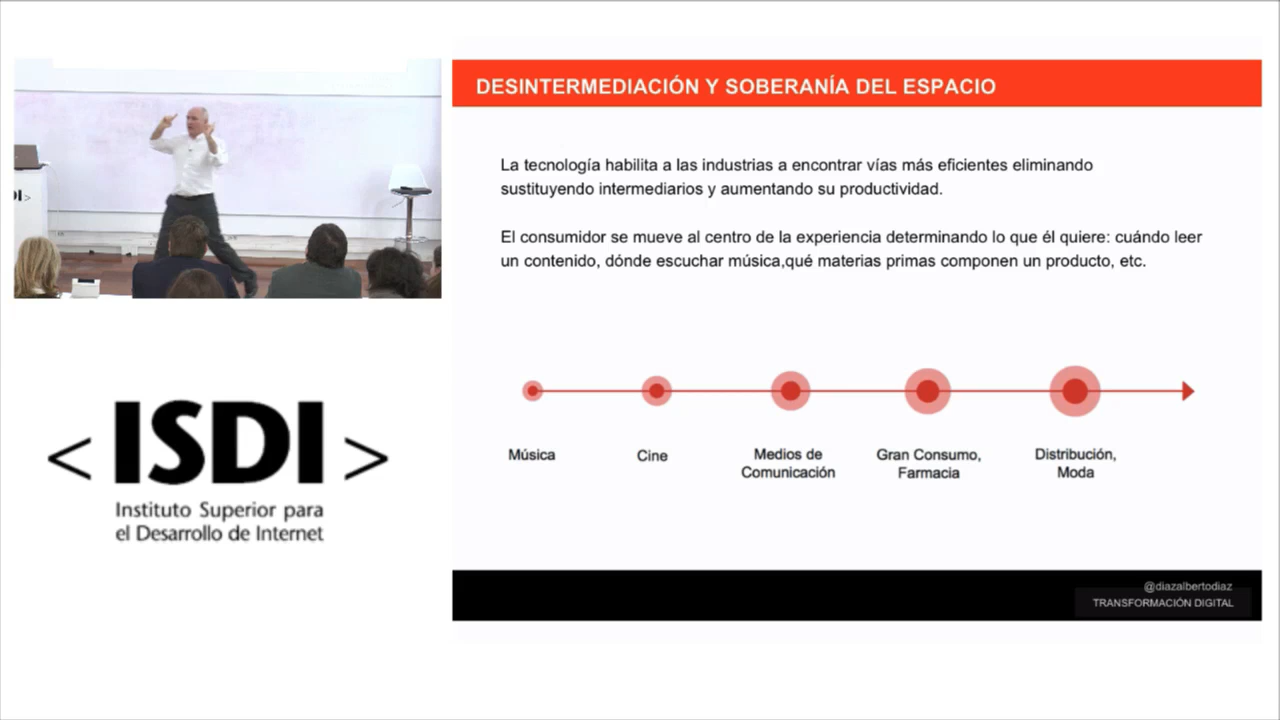 DESINTERMEDIACIÓN Y SOBERANÍA DEL ESPACIO
La tecnología habilita a las industrias a encontrar vías más eficientes eliminando
sustituyendo intermediarios y aumentando su productividad.
El consumidor se mueve al centro de la experiencia determinando lo que él quiere: cuándo leer
un contenido, dónde escuchar música,qué materias primas componen un producto, etc.
Música
Cine
Medios de
Comunicación
Gran Consumo,
Farmacia
Distribución,
Moda
@diazalbertodiaz
TRANSFORMACIÓN DIGITAL
<ISDI>
Instituto Superior para
el Desarrollo de Internet